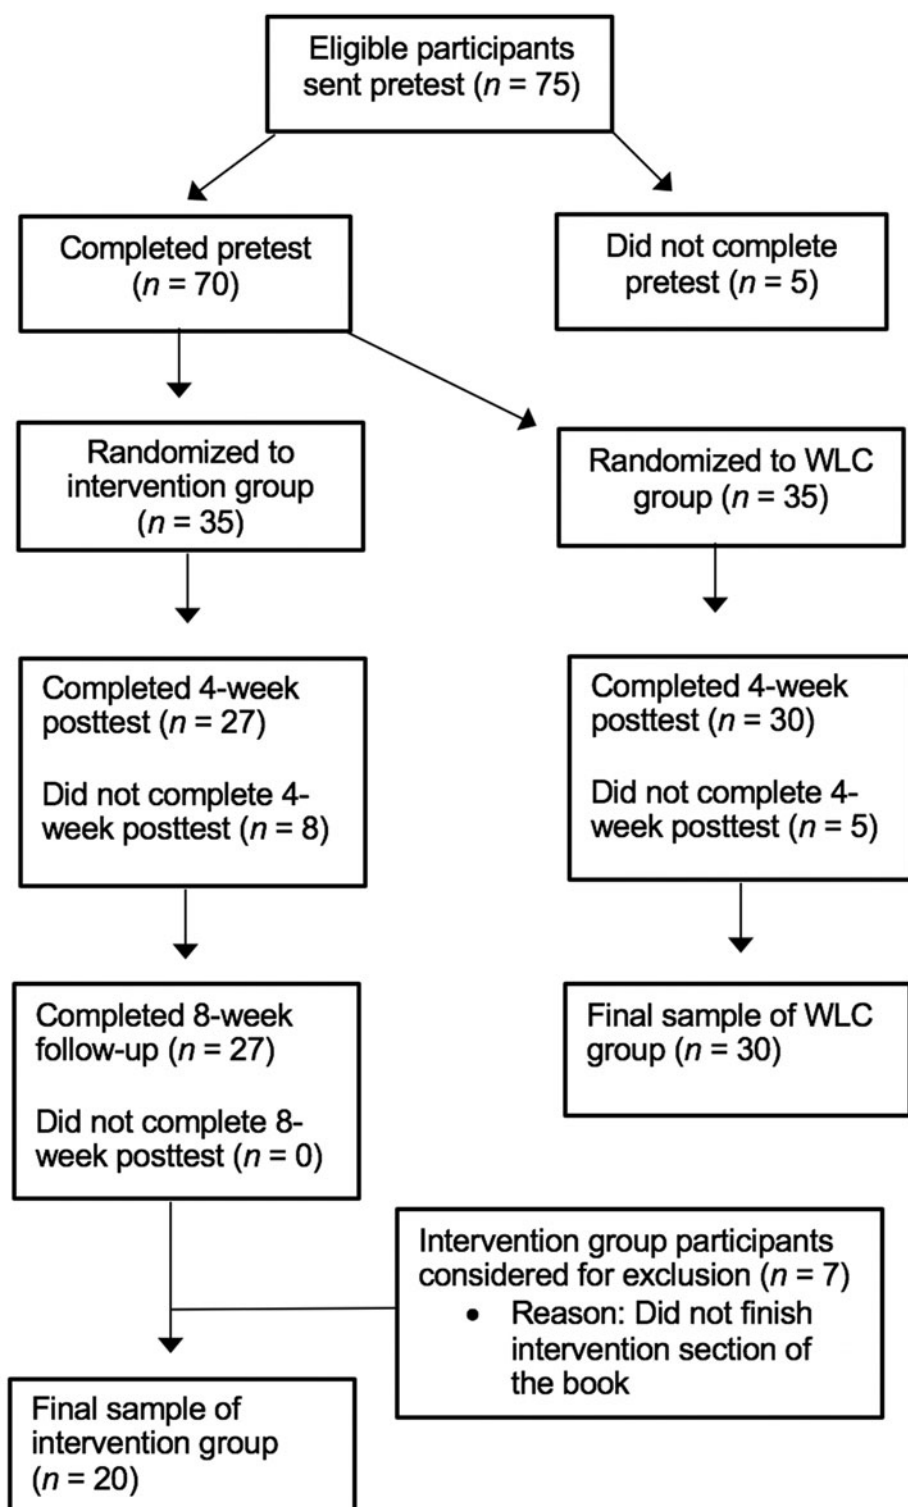 Eligible participants
sent pretest (n = 75)
Completed pretest
(n = 70)
Did not complete
pretest (n = 5)
Randomized to
intervention group
(n = 35)
Randomized to WLC
group (n = 35)
Completed 4-week
posttest (n = 27)
Did not complete 4-
week posttest (n = 8)
Completed 4-week
posttest (n = 30)
Did not complete 4-
week posttest (n = 5)
Completed 8-week
follow-up (n = 27)
Did not complete 8-
week posttest (n = 0)
Final sample of WLC
group (n = 30)
Intervention group participants
considered for exclusion (n = 7)
• Reason: Did not finish
intervention section of
the book
Final sample of
intervention group
(n = 20)